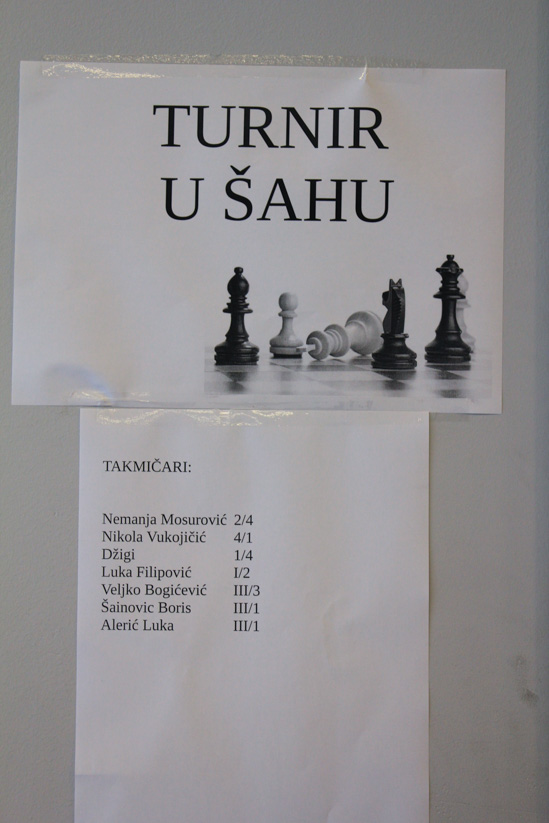 TURNIR
U ŠAHU
TAKMIČARI:
Nemanja Mosurović 2/4
Nikola Vukojičić 4/1
Džigi 1/4
Luka Filipović I/2
Veljko Bogićević III/3
Šainovic Boris III/1
Alerić Luka III/1